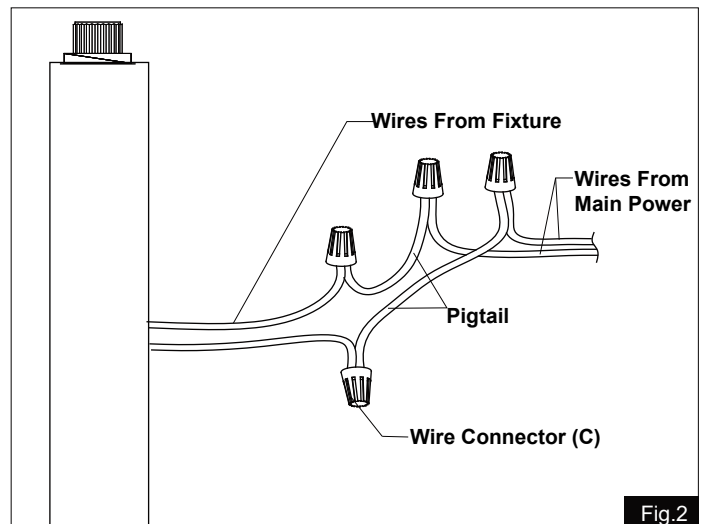 Wires From Fixture
Wires From
Main Power
Pigtail
Wire Connector (C)
Fig.2